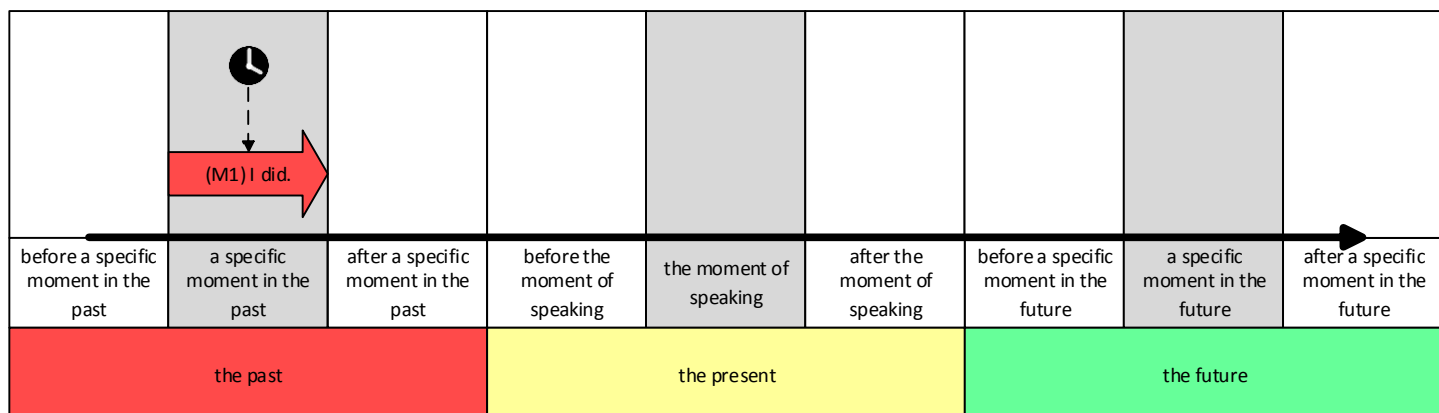 (M1) I did.
before a specific
moment in the
past
a specific
moment in the
past
after a specific
moment in the
past
before the
moment of
speaking
the moment of
speaking
after the
moment of
speaking
before a specific
moment in the
future
a specific
moment in the
future
after a specific
moment in the
future
the past
the present
the future